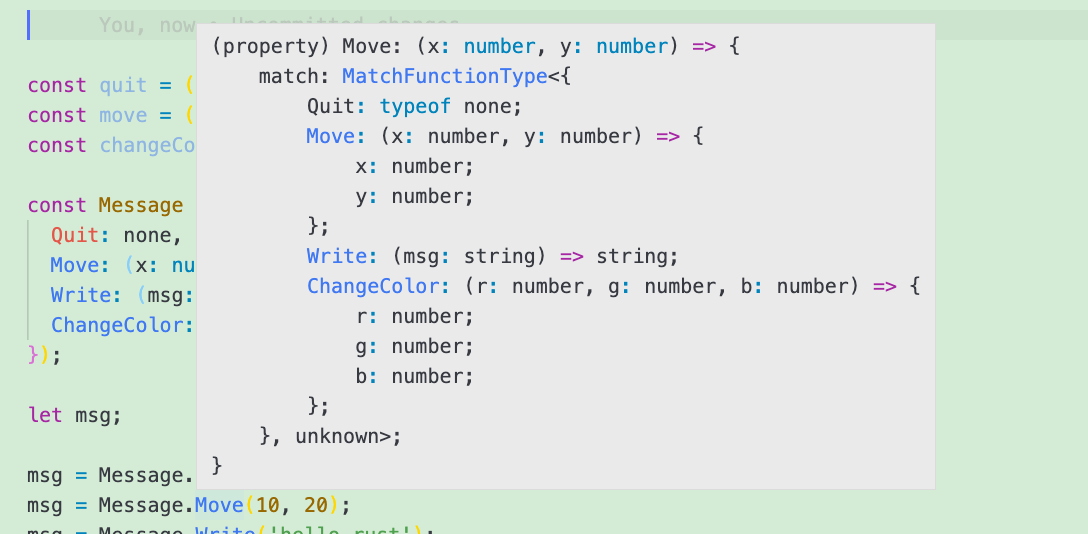 You, now • Uncommitted changes
(property) Move: (x: number, y: number) => {
const quit = (
match: MatchFunctionType<{
const move = (
Quit: typeof none;
const changeCo
Move: (x: number, y: number) => {
x: number;
y: number;
const Message
};
Quit: none,
Write: (msg: string) => string;
Move: (x: nu
ChangeColor: (r: number, g: number, b: number) => {
Write: (msg:
r: number;
ChangeColor:
g: number;
});
b: number;
};
let msg;
}, unknown>;
}
msg = Message.
msg = Message.Move(10, 20);
msg = Message.Write('hello rust');